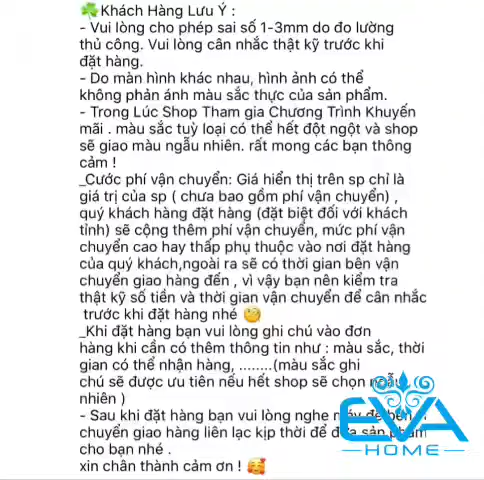 ☘️Khách Hàng Lưu Ý :
- Vui lòng cho phép sai số 1-3mm do đo lường
thủ công. Vui lòng cân nhắc thật kỹ trước khi
đặt hàng.
- Do màn hình khác nhau, hình ảnh có thể
không phản ánh màu sắc thực của sản phẩm.
- Trong Lúc Shop Tham gia Chương Trình Khuyến
mãi . màu sắc tuỳ loại có thể hết đột ngột và shop
sẽ giao màu ngẫu nhiên. rất mong các bạn thông
cảm !
_Cước phí vận chuyển: Giá hiển thị trên sp chỉ là
giá trị của sp ( chưa bao gồm phí vận chuyển) ,
quý khách hàng đặt hàng (đặt biệt đối với khách
tỉnh) sẽ cộng thêm phí vận chuyển, mức phí vận
chuyển cao hay thấp phụ thuộc vào nơi đặt hàng
của quý khách,ngoài ra sẽ có thời gian bên vận
chuyển giao hàng đến , vì vậy bạn nên kiểm tra
thật kỹ số tiền và thời gian vận chuyển để cân nhắc
trước khi đặt hàng nhé 🧐
_Khi đặt hàng bạn vui lòng ghi chú vào đơn
hàng khi cần có thêm thông tin như : màu sắc, thời
gian có thể nhận hàng, ........(màu sắc ghi
chú sẽ được ưu tiên nếu hết shop sẽ chọn ngẫu
nhiên )
- Sau khi đặt hàng bạn vui lòng nghe máy để bên
chuyển giao hàng liên lạc kịp thời để đưa sản phẩm
cho bạn nhé .
xin chân thành cảm ơn ! 🥰
EVA
HOME